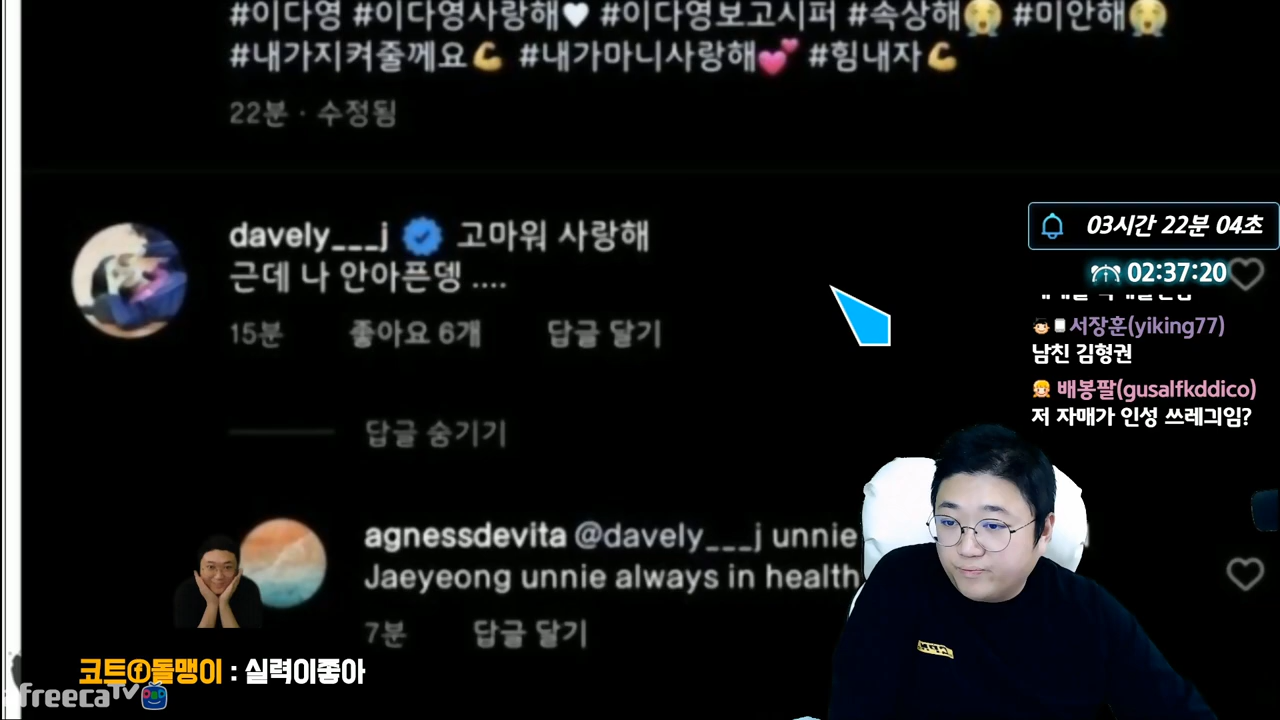 #이다영 #이다영사랑해🤍 #이다영보고시퍼 #속상해😭 #미안해😭
#내가지켜줄께요💪 #내가마니사랑해💕 #힘내자💪
22분 · 수정됨
davely___j 고마워 사랑해
근데 나 안아픈뎅 ....
15분 좋아요 6개 답글 달기
답글 숨기기
agnessdevita @davely___j unnie
Jaeyeong unnie always in health
7분 답글 달기
03시간 22분 04초
02:37:20
서장훈(yiking77)
남친 김형권
배봉팔(gusalfkddico)
저 자매가 인성 쓰레긔임?
코트ⓕ돌맹이 : 실력이좋아
afreecaTV